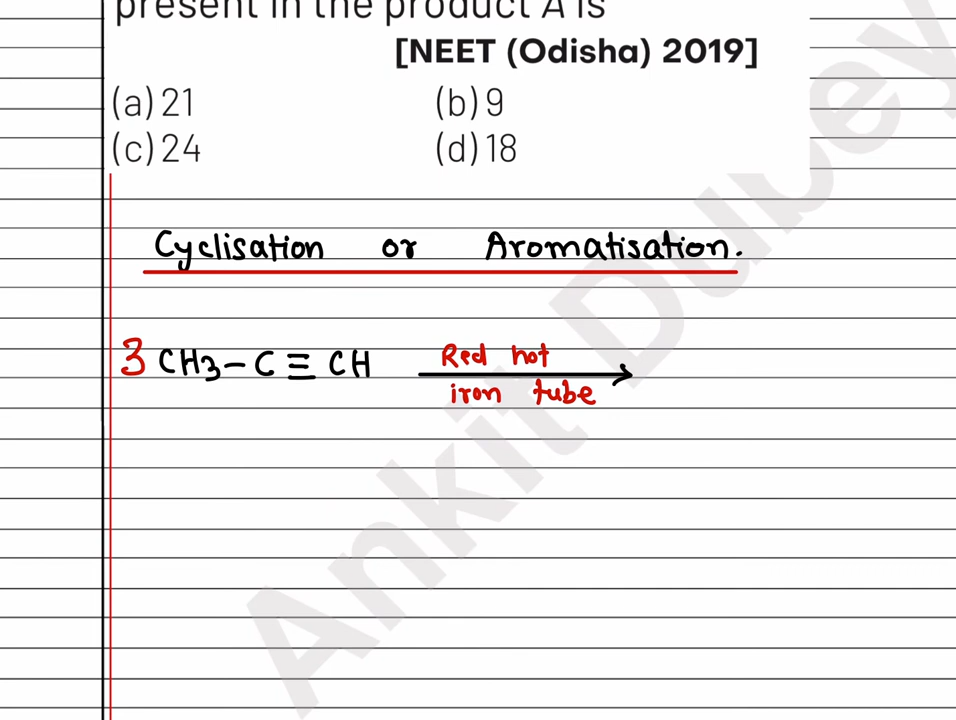 present in the product A is
[NEET (Odisha) 2019]
(a) 21 (b) 9
(c) 24 (d) 18
Cyclisation or Aromatisation.
3 CH3-C≡CH Red hot
iron tube
Ankit Dubey